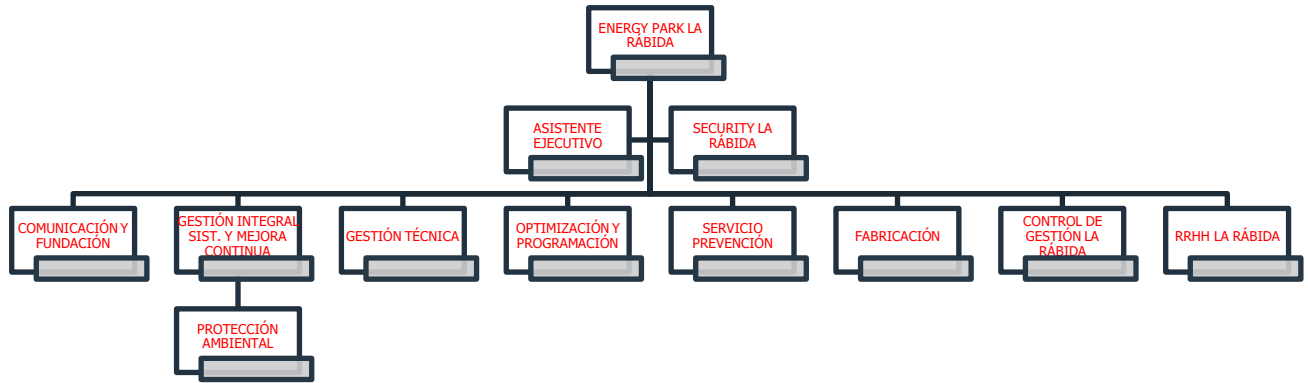 ENERGY PARK LA
RÁBIDA
ASISTENTE
EJECUTIVO
SECURITY LA
RÁBIDA
COMUNICACIÓN Y
FUNDACIÓN
GESTIÓN INTEGRAL
SIST. Y MEJORA
CONTINUA
GESTIÓN TÉCNICA
OPTIMIZACIÓN Y
PROGRAMACIÓN
SERVICIO
PREVENCIÓN
FABRICACIÓN
CONTROL DE
GESTIÓN LA
RÁBIDA
RRHH LA RÁBIDA
PROTECCIÓN
AMBIENTAL